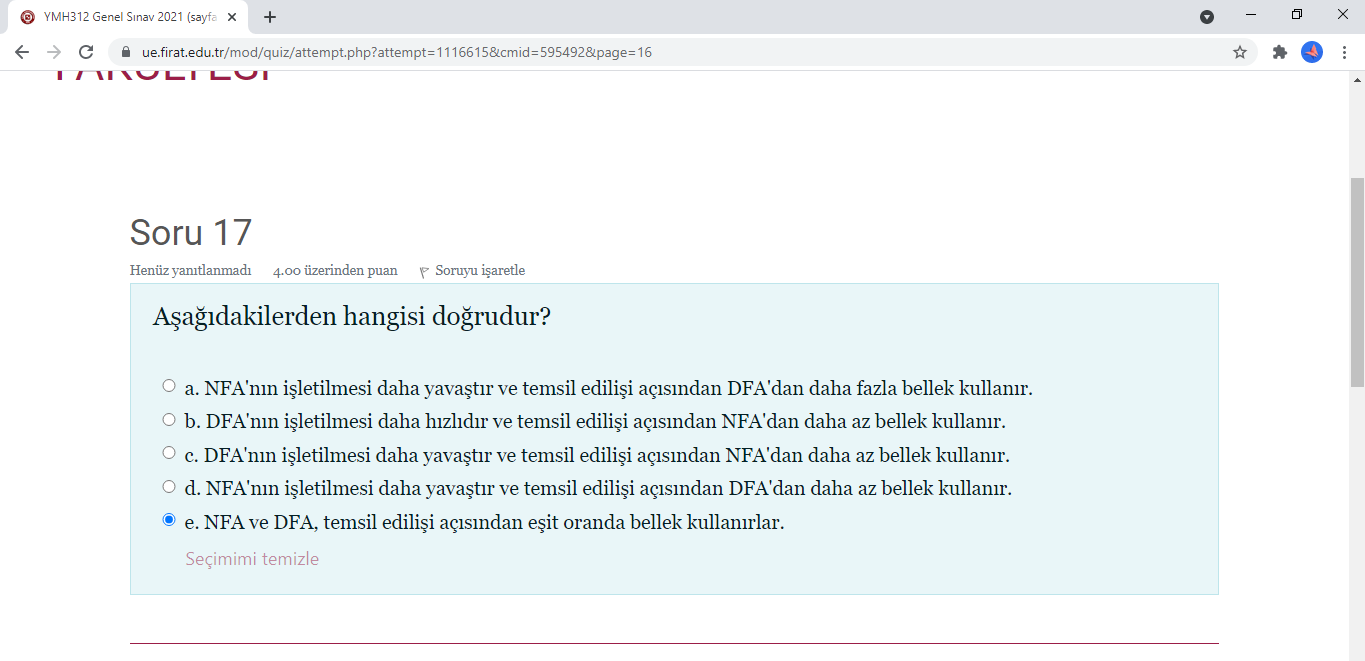 YMH312 Genel Sınav 2021 (sayfa
ue.firat.edu.tr/mod/quiz/attempt.php?attempt=1116615&cmid=595492&page=16
FAKÜLTESİ
Soru 17
Henüz yanıtlanmadı 4.00 üzerinden puan Soruyu işaretle
Aşağıdakilerden hangisi doğrudur?
a. NFA'nın işletilmesi daha yavaştır ve temsil edilişi açısından DFA'dan daha fazla bellek kullanır.
b. DFA'nın işletilmesi daha hızlıdır ve temsil edilişi açısından NFA'dan daha az bellek kullanır.
c. DFA'nın işletilmesi daha yavaştır ve temsil edilişi açısından NFA'dan daha az bellek kullanır.
d. NFA'nın işletilmesi daha yavaştır ve temsil edilişi açısından DFA'dan daha az bellek kullanır.
e. NFA ve DFA, temsil edilişi açısından eşit oranda bellek kullanırlar.
Seçimimi temizle